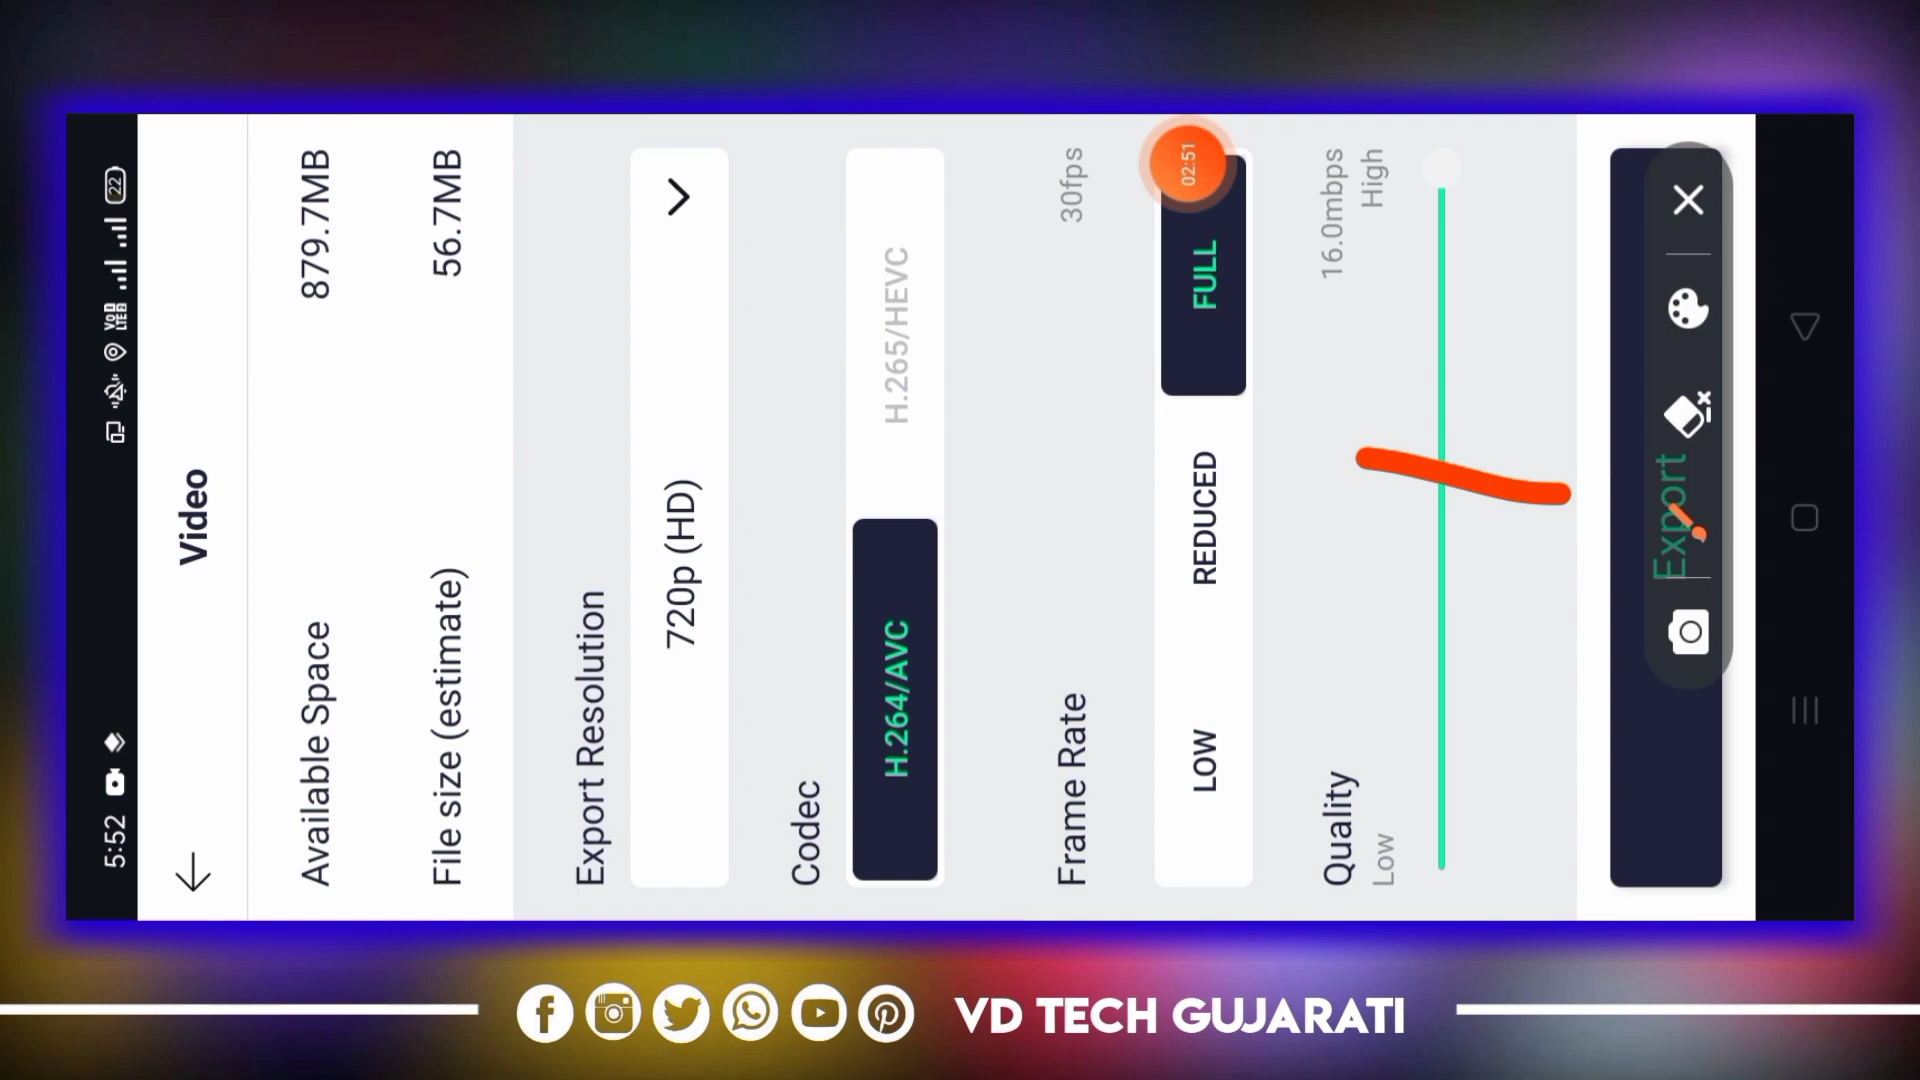 5:52
22
Video
Available Space 879.7MB
File size (estimate) 56.7MB
Export Resolution
720p (HD)
Codec
H.264/AVC H.265/HEVC
Frame Rate 30fps
LOW REDUCED FULL
02:51
Quality 16.0mbps
Low High
Export
VD TECH GUJARATI